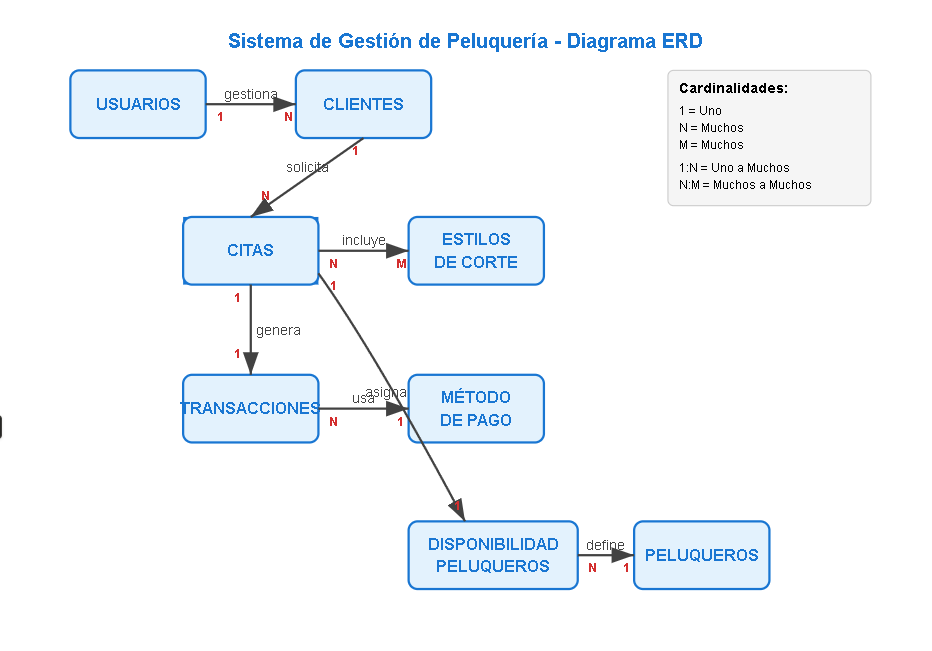 Sistema de Gestión de Peluquería - Diagrama ERD
USUARIOS
gestiona
1
N
CLIENTES
Cardinalidades:
1 = Uno
N = Muchos
M = Muchos
1:N = Uno a Muchos
N:M = Muchos a Muchos
1
solicita
N
CITAS
incluye
N
M
ESTILOS
DE CORTE
1
1
genera
1
TRANSACCIONES
usa
asigna
N
1
MÉTODO
DE PAGO
1
DISPONIBILIDAD
PELUQUEROS
define
N
1
PELUQUEROS